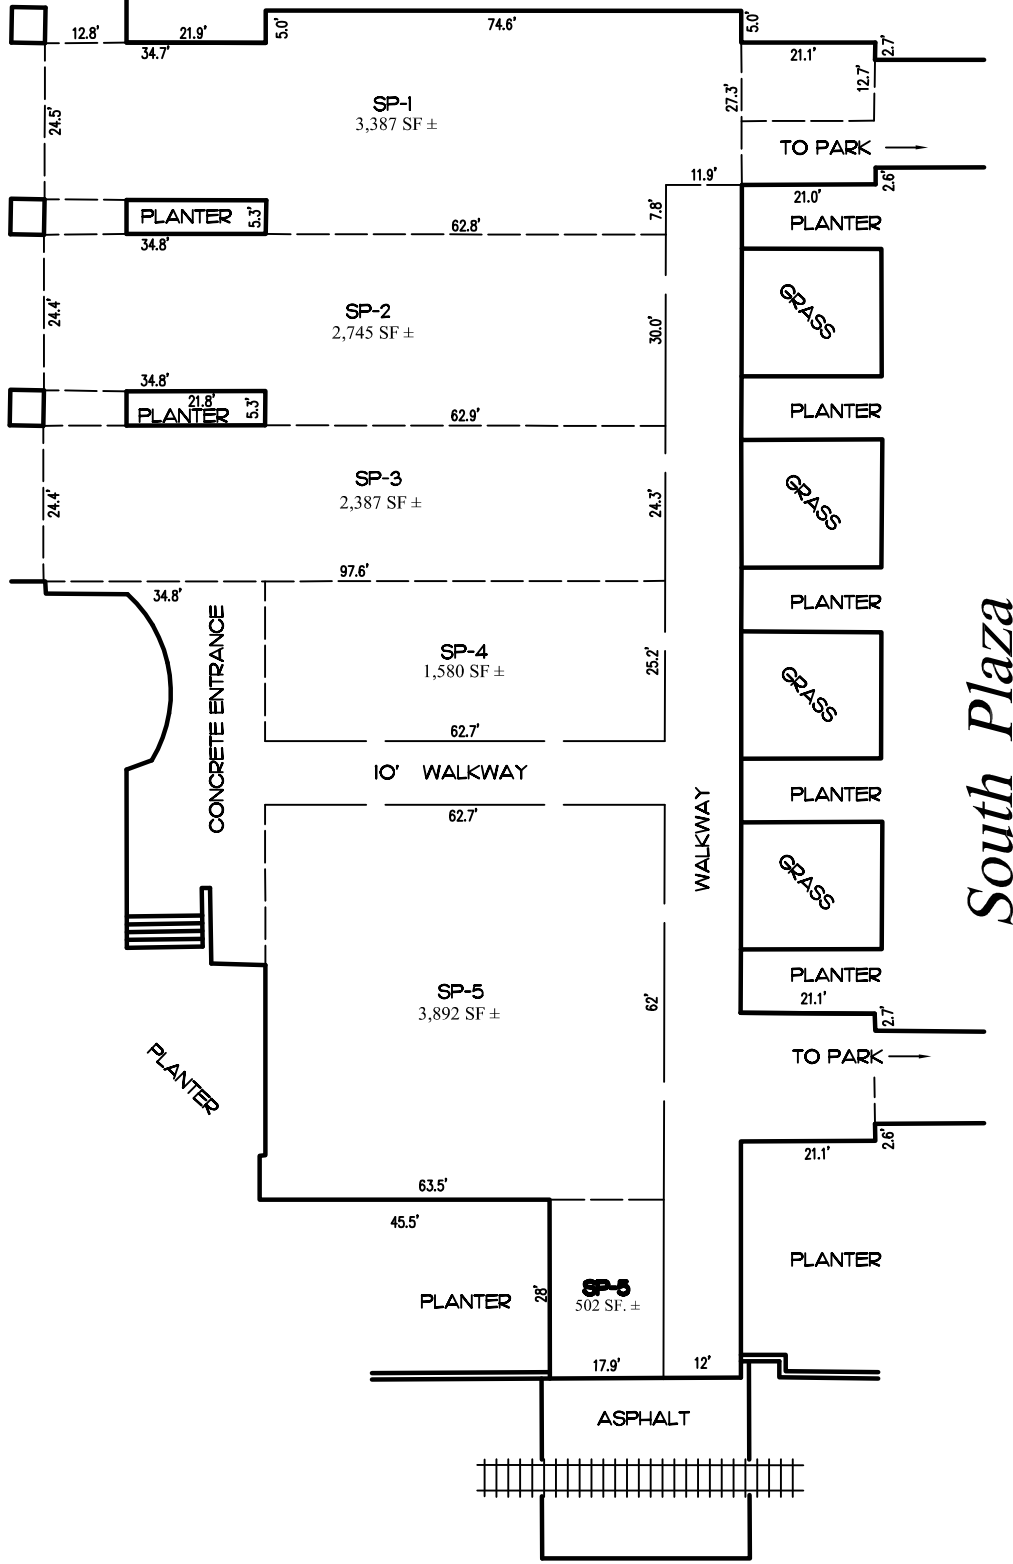 12.8'
21.9'
34.7'
5.0'
74.6'
5.0'
21.1'
2.7'
12.7'
27.3'
24.5'
SP-1
3,387 SF ±
TO PARK
11.9'
21.0'
2.6'
7.8'
PLANTER
5.3'
34.8'
62.8'
PLANTER
24.4'
SP-2
2,745 SF ±
30.0'
GRASS
34.8'
21.8'
PLANTER
5.3'
62.9'
PLANTER
24.4'
SP-3
2,387 SF ±
24.3'
GRASS
97.6'
34.8'
PLANTER
CONCRETE ENTRANCE
SP-4
1,580 SF ±
25.2'
GRASS
62.7'
10' WALKWAY
62.7'
WALKWAY
PLANTER
GRASS
South Plaza
SP-5
3,892 SF ±
62'
PLANTER
21.1'
2.7'
TO PARK
PLANTER
2.6'
21.1'
63.5'
45.5'
PLANTER
28'
SP-5
502 SF. ±
PLANTER
17.9'
12'
ASPHALT